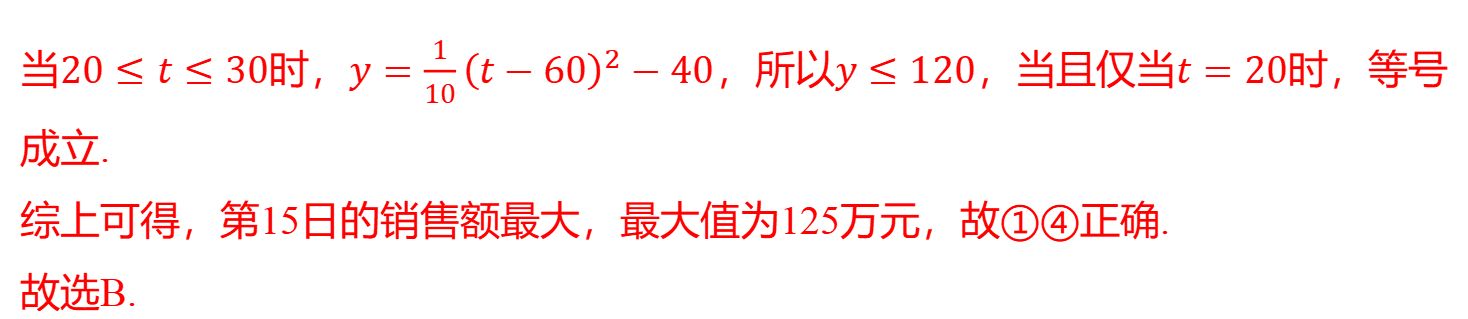 当20 ≤ t ≤ 30时，y = \frac{1}{10}(t − 60)² − 40，所以y ≤ 120，当且仅当t = 20时，等号
成立.
综上可得，第15日的销售额最大，最大值为125万元，故①④正确.
故选B.